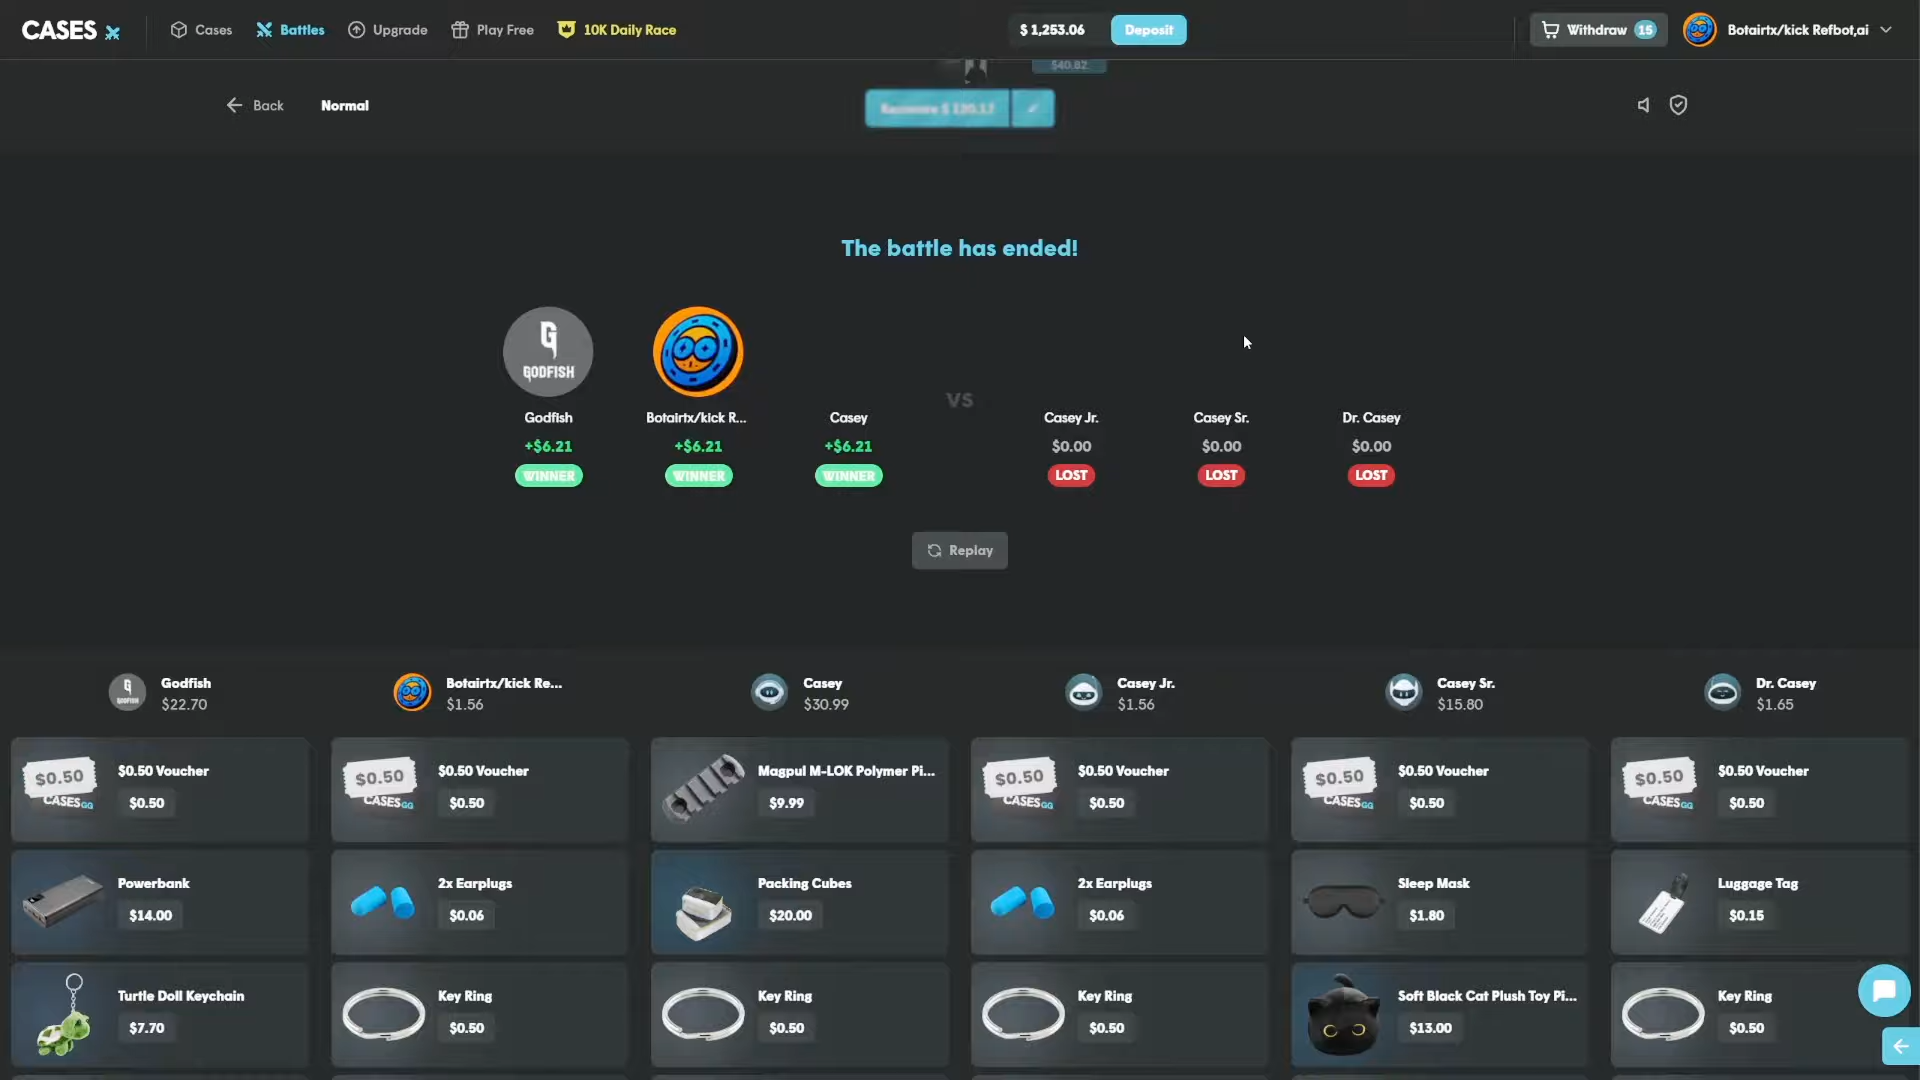 CASES
Cases
Battles
Upgrade
Play Free
10K Daily Race
$ 1,253.06
Deposit
Withdraw 15
Botairtx/kick Refbot,ai
$40.82
Back
Normal
The battle has ended!
G
GODFISH
Godfish
+$6.21
WINNER
Botairtx/kick R...
+$6.21
WINNER
Casey
+$6.21
WINNER
VS
Casey Jr.
$0.00
LOST
Casey Sr.
$0.00
LOST
Dr. Casey
$0.00
LOST
Replay
Godfish
$22.70
Botairtx/kick Re...
$1.56
Casey
$30.99
Casey Jr.
$1.56
Casey Sr.
$15.80
Dr. Casey
$1.65
$0.50
CASESGG
$0.50 Voucher
$0.50
$0.50
CASESGG
$0.50 Voucher
$0.50
Magpul M-LOK Polymer Pi...
$9.99
$0.50
CASESGG
$0.50 Voucher
$0.50
$0.50
CASESGG
$0.50 Voucher
$0.50
$0.50
CASESGG
$0.50 Voucher
$0.50
Powerbank
$14.00
2x Earplugs
$0.06
Packing Cubes
$20.00
2x Earplugs
$0.06
Sleep Mask
$1.80
Luggage Tag
$0.15
Turtle Doll Keychain
$7.70
Key Ring
$0.50
Key Ring
$0.50
Key Ring
$0.50
Soft Black Cat Plush Toy Pi...
$13.00
Key Ring
$0.50